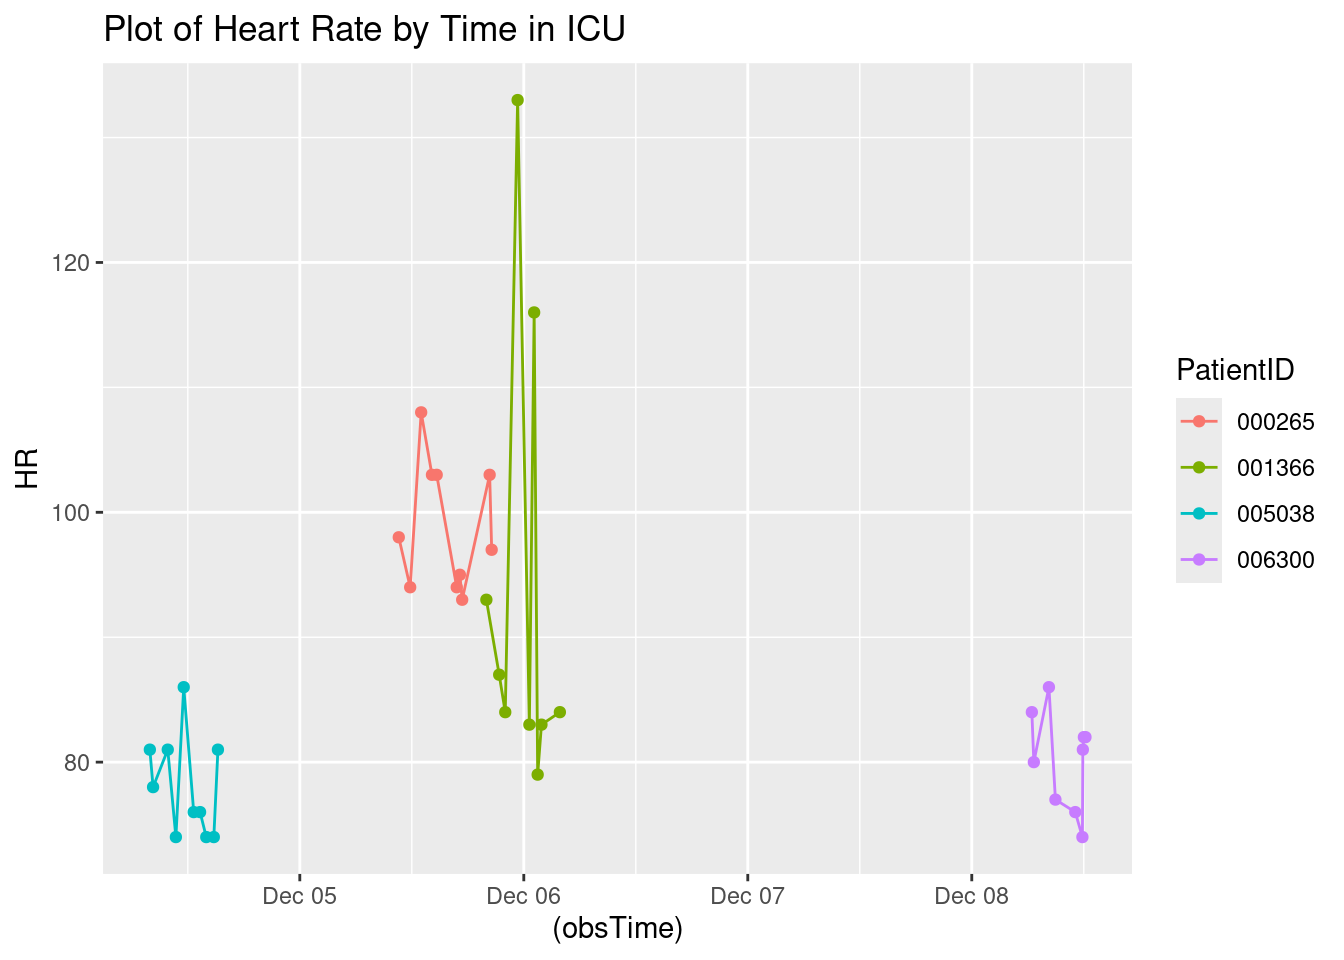 Plot of Heart Rate by Time in ICU
HR
120
100
80
Dec 05
Dec 06
Dec 07
Dec 08
(obsTime)
PatientID
000265
001366
005038
006300